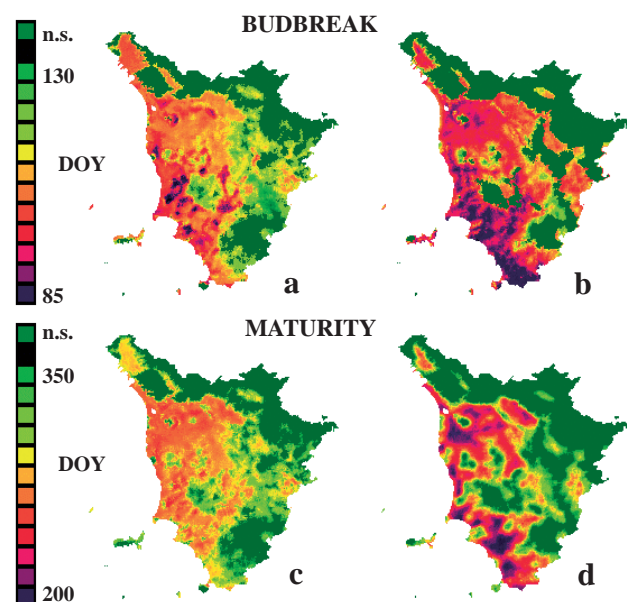 BUDBREAK
n.s.
130
DOY
85
a
b
MATURITY
n.s.
350
DOY
200
c
d